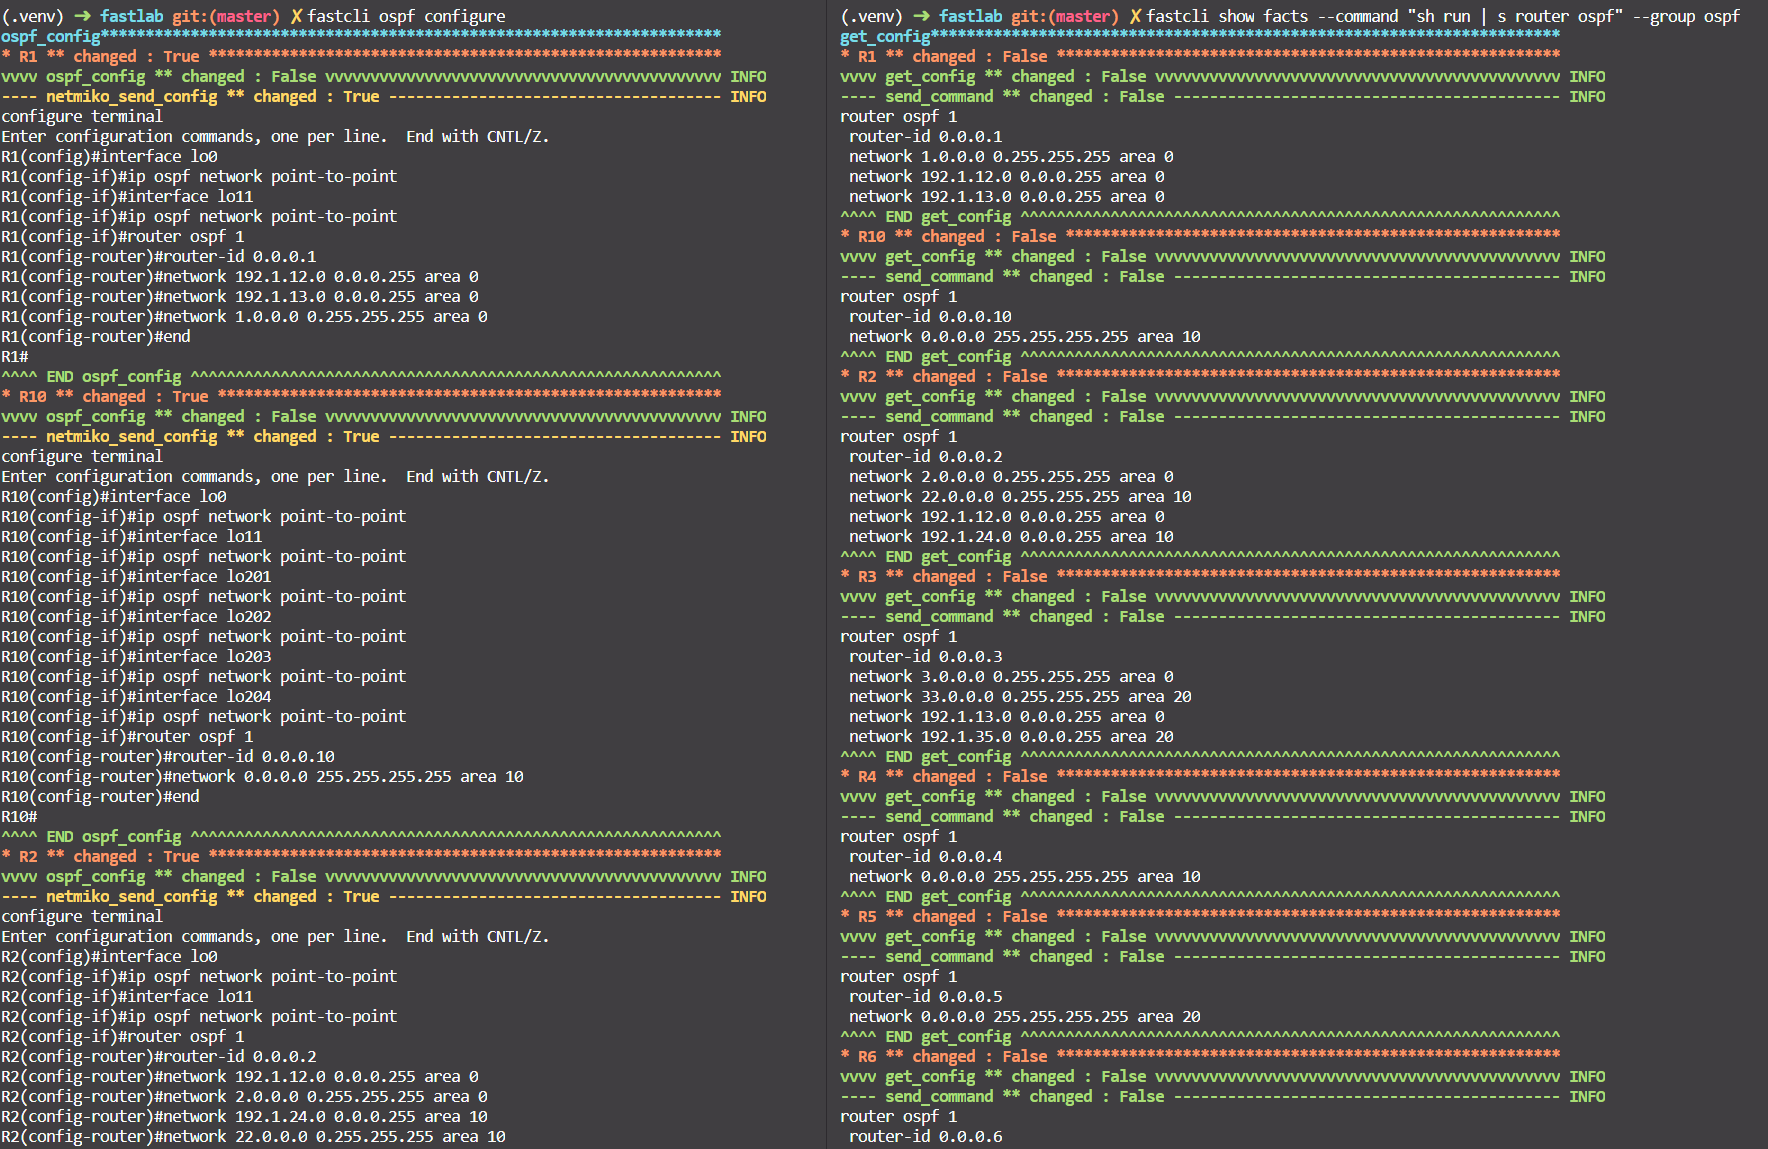 (.venv) ➜ fastlab git:(master) ✗ fastcli ospf configure
ospf_config*********************************************************************
* R1 ** changed : True *********************************************************
vvvv ospf_config ** changed : False vvvvvvvvvvvvvvvvvvvvvvvvvvvvvvvvvvvvvvvvvvvv INFO
---- netmiko_send_config ** changed : True ------------------------------------- INFO
configure terminal
Enter configuration commands, one per line.  End with CNTL/Z.
R1(config)#interface lo0
R1(config-if)#ip ospf network point-to-point
R1(config-if)#interface lo11
R1(config-if)#ip ospf network point-to-point
R1(config-if)#router ospf 1
R1(config-router)#router-id 0.0.0.1
R1(config-router)#network 192.1.12.0 0.0.0.255 area 0
R1(config-router)#network 192.1.13.0 0.0.0.255 area 0
R1(config-router)#network 1.0.0.0 0.255.255.255 area 0
R1(config-router)#end
R1#
^^^^ END ospf_config ^^^^^^^^^^^^^^^^^^^^^^^^^^^^^^^^^^^^^^^^^^^^^^^^^^^^^^^^^^^
* R10 ** changed : True ********************************************************
vvvv ospf_config ** changed : False vvvvvvvvvvvvvvvvvvvvvvvvvvvvvvvvvvvvvvvvvvvv INFO
---- netmiko_send_config ** changed : True ------------------------------------- INFO
configure terminal
Enter configuration commands, one per line.  End with CNTL/Z.
R10(config)#interface lo0
R10(config-if)#ip ospf network point-to-point
R10(config-if)#interface lo11
R10(config-if)#ip ospf network point-to-point
R10(config-if)#interface lo201
R10(config-if)#ip ospf network point-to-point
R10(config-if)#interface lo202
R10(config-if)#ip ospf network point-to-point
R10(config-if)#interface lo203
R10(config-if)#ip ospf network point-to-point
R10(config-if)#interface lo204
R10(config-if)#ip ospf network point-to-point
R10(config-if)#router ospf 1
R10(config-router)#router-id 0.0.0.10
R10(config-router)#network 0.0.0.0 255.255.255.255 area 10
R10(config-router)#end
R10#
^^^^ END ospf_config ^^^^^^^^^^^^^^^^^^^^^^^^^^^^^^^^^^^^^^^^^^^^^^^^^^^^^^^^^^^
* R2 ** changed : True *********************************************************
vvvv ospf_config ** changed : False vvvvvvvvvvvvvvvvvvvvvvvvvvvvvvvvvvvvvvvvvvvv INFO
---- netmiko_send_config ** changed : True ------------------------------------- INFO
configure terminal
Enter configuration commands, one per line.  End with CNTL/Z.
R2(config)#interface lo0
R2(config-if)#ip ospf network point-to-point
R2(config-if)#interface lo11
R2(config-if)#ip ospf network point-to-point
R2(config-if)#router ospf 1
R2(config-router)#router-id 0.0.0.2
R2(config-router)#network 192.1.12.0 0.0.0.255 area 0
R2(config-router)#network 2.0.0.0 0.255.255.255 area 0
R2(config-router)#network 192.1.24.0 0.0.0.255 area 10
R2(config-router)#network 22.0.0.0 0.255.255.255 area 10
(.venv) ➜ fastlab git:(master) ✗ fastcli show facts --command "sh run | s router ospf" --group ospf
get_config**********************************************************************
* R1 ** changed : False ********************************************************
vvvv get_config ** changed : False vvvvvvvvvvvvvvvvvvvvvvvvvvvvvvvvvvvvvvvvvvvvv INFO
---- send_command ** changed : False ------------------------------------------- INFO
router ospf 1
 router-id 0.0.0.1
 network 1.0.0.0 0.255.255.255 area 0
 network 192.1.12.0 0.0.0.255 area 0
 network 192.1.13.0 0.0.0.255 area 0
^^^^ END get_config ^^^^^^^^^^^^^^^^^^^^^^^^^^^^^^^^^^^^^^^^^^^^^^^^^^^^^^^^^^^^
* R10 ** changed : False *******************************************************
vvvv get_config ** changed : False vvvvvvvvvvvvvvvvvvvvvvvvvvvvvvvvvvvvvvvvvvvvv INFO
---- send_command ** changed : False ------------------------------------------- INFO
router ospf 1
 router-id 0.0.0.10
 network 0.0.0.0 255.255.255.255 area 10
^^^^ END get_config ^^^^^^^^^^^^^^^^^^^^^^^^^^^^^^^^^^^^^^^^^^^^^^^^^^^^^^^^^^^^
* R2 ** changed : False ********************************************************
vvvv get_config ** changed : False vvvvvvvvvvvvvvvvvvvvvvvvvvvvvvvvvvvvvvvvvvvvv INFO
---- send_command ** changed : False ------------------------------------------- INFO
router ospf 1
 router-id 0.0.0.2
 network 2.0.0.0 0.255.255.255 area 0
 network 22.0.0.0 0.255.255.255 area 10
 network 192.1.12.0 0.0.0.255 area 0
 network 192.1.24.0 0.0.0.255 area 10
^^^^ END get_config ^^^^^^^^^^^^^^^^^^^^^^^^^^^^^^^^^^^^^^^^^^^^^^^^^^^^^^^^^^^^
* R3 ** changed : False ********************************************************
vvvv get_config ** changed : False vvvvvvvvvvvvvvvvvvvvvvvvvvvvvvvvvvvvvvvvvvvvv INFO
---- send_command ** changed : False ------------------------------------------- INFO
router ospf 1
 router-id 0.0.0.3
 network 3.0.0.0 0.255.255.255 area 0
 network 33.0.0.0 0.255.255.255 area 20
 network 192.1.13.0 0.0.0.255 area 0
 network 192.1.35.0 0.0.0.255 area 20
^^^^ END get_config ^^^^^^^^^^^^^^^^^^^^^^^^^^^^^^^^^^^^^^^^^^^^^^^^^^^^^^^^^^^^
* R4 ** changed : False ********************************************************
vvvv get_config ** changed : False vvvvvvvvvvvvvvvvvvvvvvvvvvvvvvvvvvvvvvvvvvvvv INFO
---- send_command ** changed : False ------------------------------------------- INFO
router ospf 1
 router-id 0.0.0.4
 network 0.0.0.0 255.255.255.255 area 10
^^^^ END get_config ^^^^^^^^^^^^^^^^^^^^^^^^^^^^^^^^^^^^^^^^^^^^^^^^^^^^^^^^^^^^
* R5 ** changed : False ********************************************************
vvvv get_config ** changed : False vvvvvvvvvvvvvvvvvvvvvvvvvvvvvvvvvvvvvvvvvvvvv INFO
---- send_command ** changed : False ------------------------------------------- INFO
router ospf 1
 router-id 0.0.0.5
 network 0.0.0.0 255.255.255.255 area 20
^^^^ END get_config ^^^^^^^^^^^^^^^^^^^^^^^^^^^^^^^^^^^^^^^^^^^^^^^^^^^^^^^^^^^^
* R6 ** changed : False ********************************************************
vvvv get_config ** changed : False vvvvvvvvvvvvvvvvvvvvvvvvvvvvvvvvvvvvvvvvvvvvv INFO
---- send_command ** changed : False ------------------------------------------- INFO
router ospf 1
 router-id 0.0.0.6